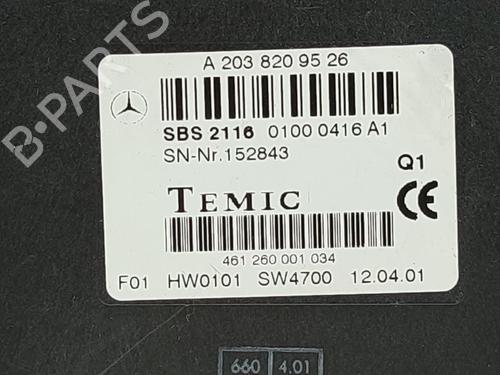 B-PARTS
A 203 820 95 26
SBS 2116 0100 0416 A1
SN-Nr.152843
Q1
TEMIC
CE
461 260 001 034
F01 HW0101 SW4700 12.04.01
660 4.01